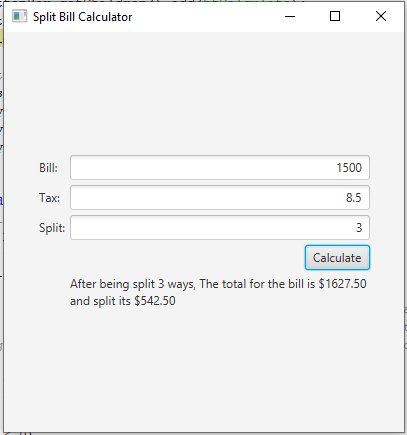 Split Bill Calculator
Bill: 1500
Tax: 8.5
Split: 3
Calculate
After being split 3 ways, The total for the bill is $1627.50
and split its $542.50